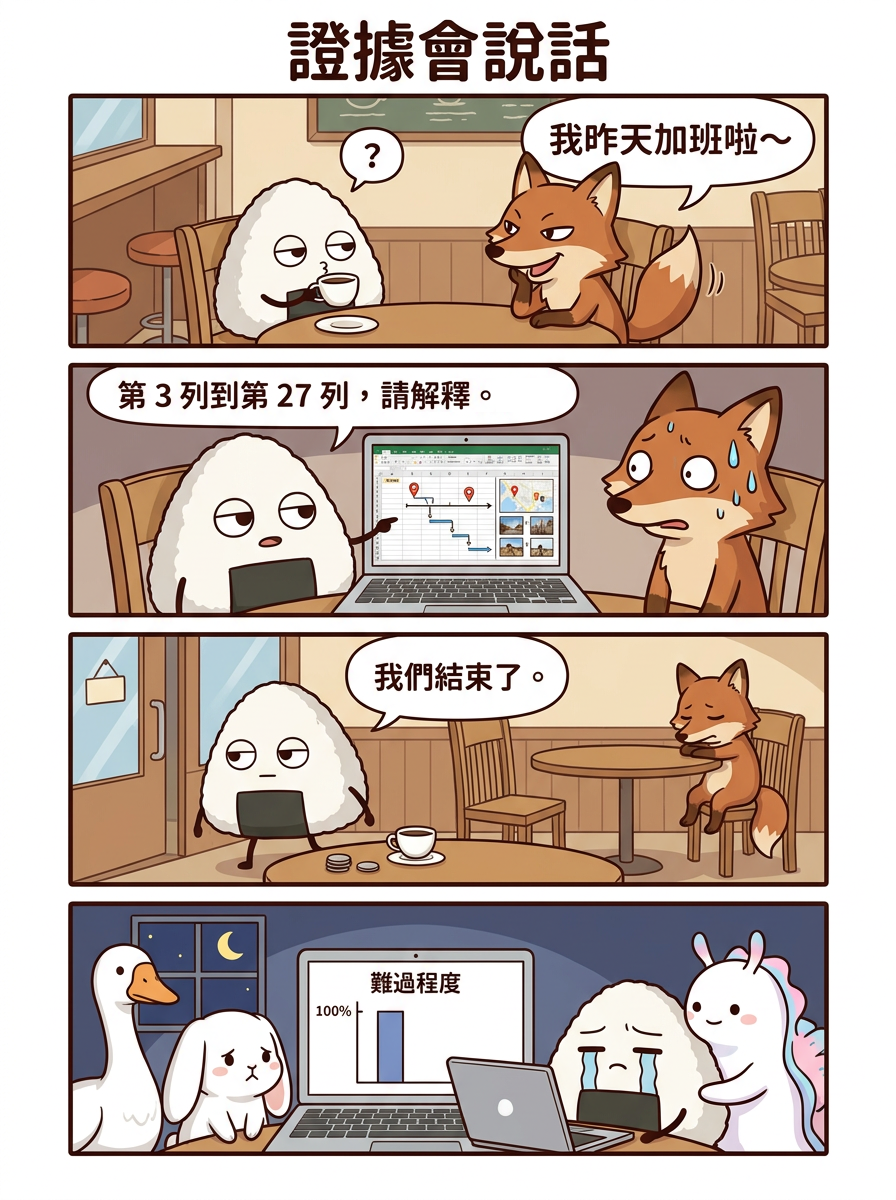 證據會說話
?
我昨天加班啦～
第 3 列到第 27 列，請解釋。
我們結束了。
難過程度
100%